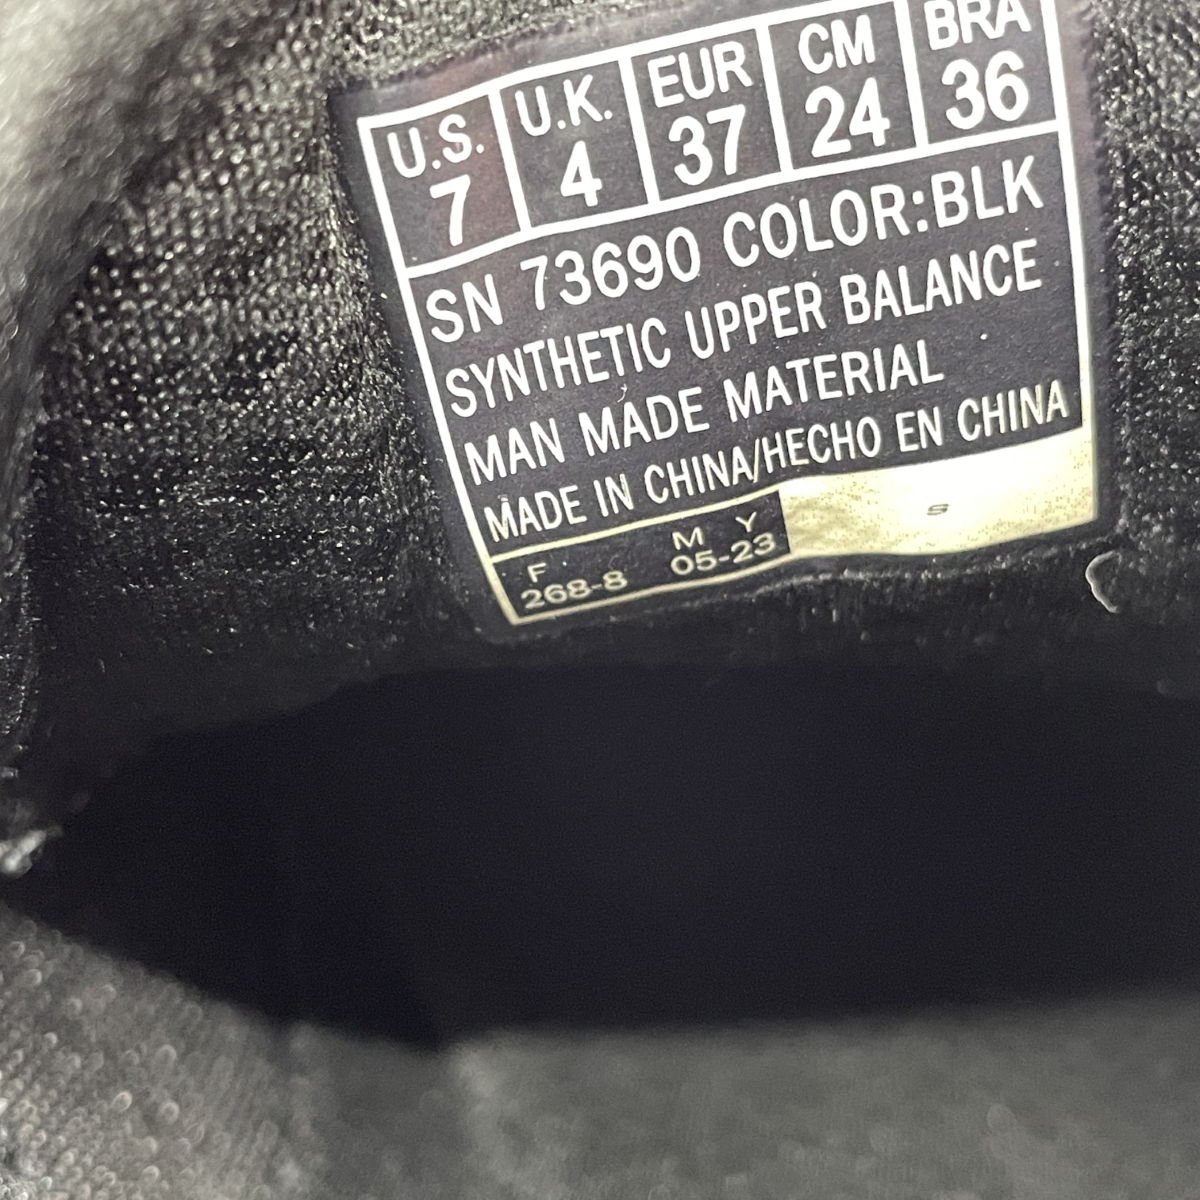 U.S. U.K. EUR CM BRA
7 4 37 24 36
SN 73690 COLOR:BLK
SYNTHETIC UPPER BALANCE
MAN MADE MATERIAL
MADE IN CHINA/HECHO EN CHINA
F M Y
268-8 05-23
S